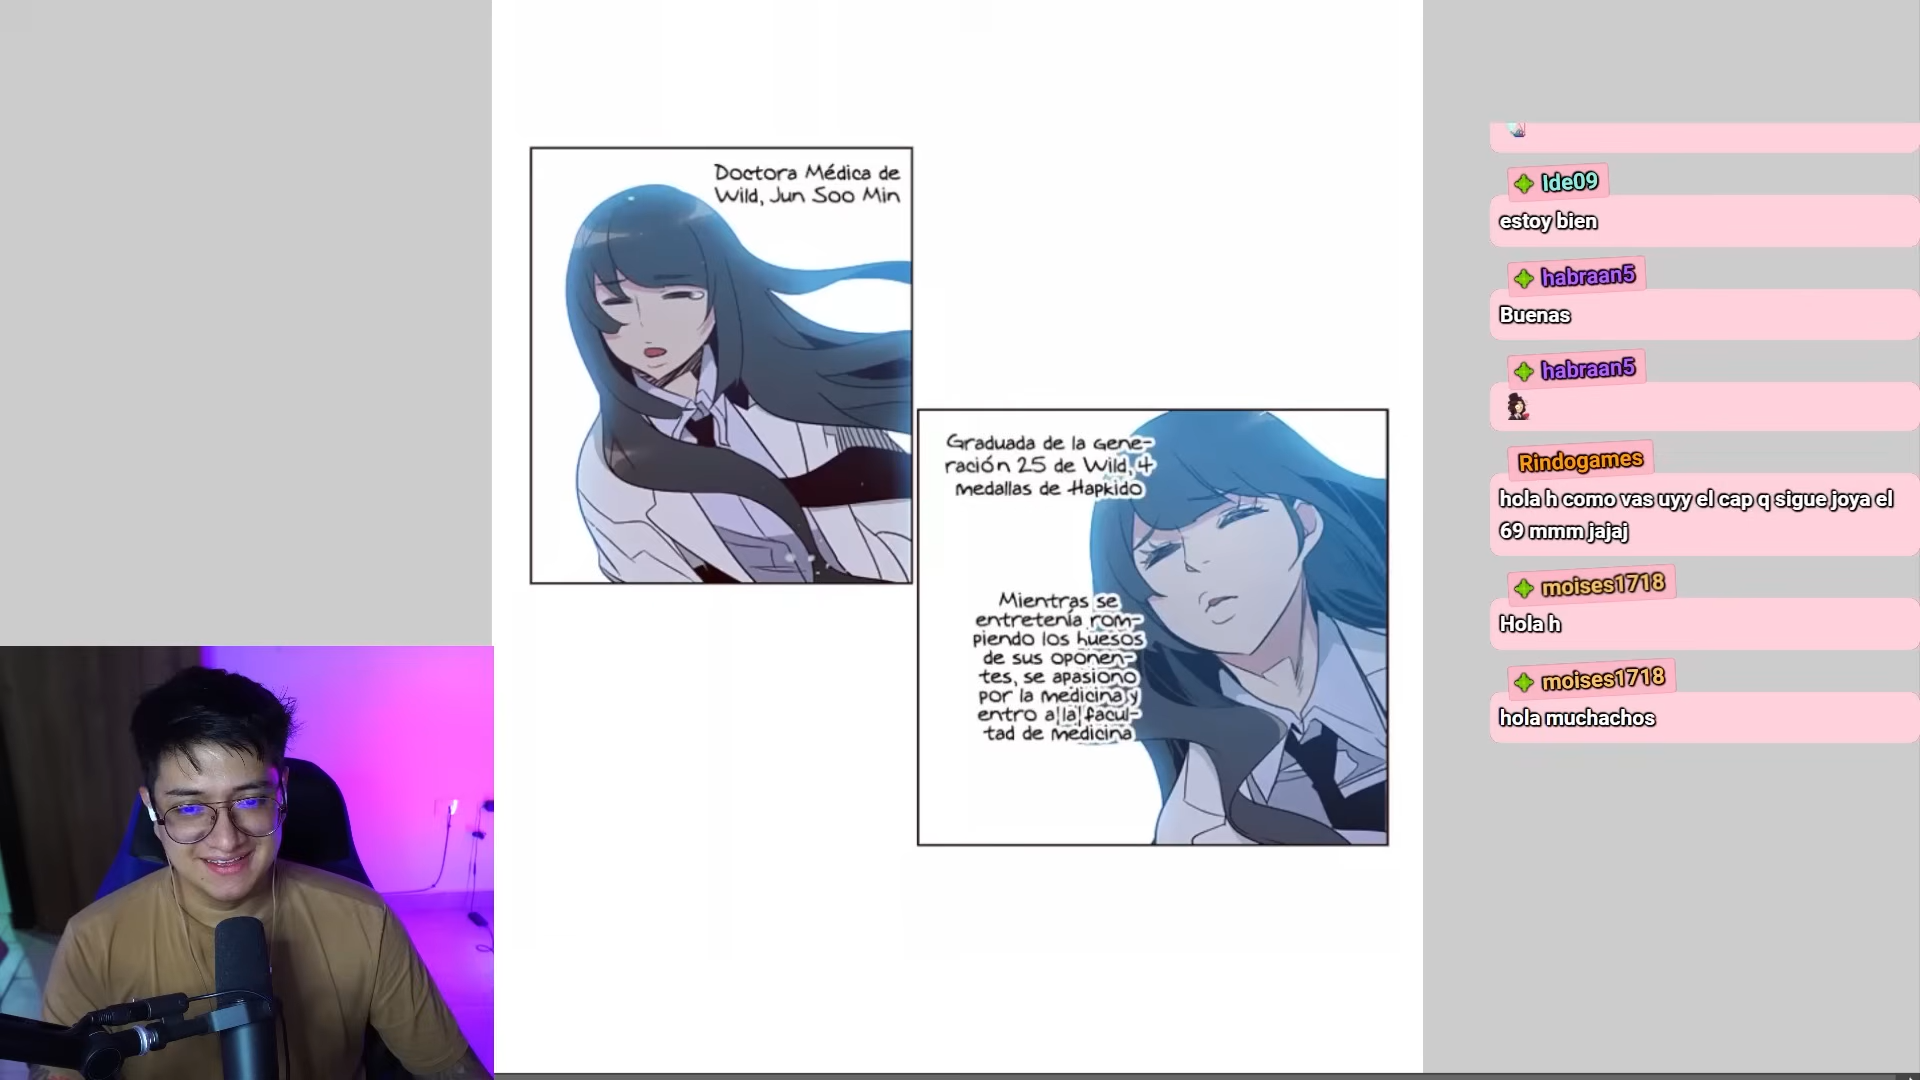 Doctora Médica de
Wild, Jun Soo Min
Graduada de la gene-
ración 25 de Wild, 4
medallas de Hapkido
Mientras se
entretenía rom-
piendo los huesos
de sus oponen-
tes, se apasiono
por la medicina y
entro a la facul-
tad de medicina
lde09
estoy bien
habraan5
Buenas
habraan5
Rindogames
hola h como vas uyy el cap q sigue joya el
69 mmm jajaj
moises1718
Hola h
moises1718
hola muchachos